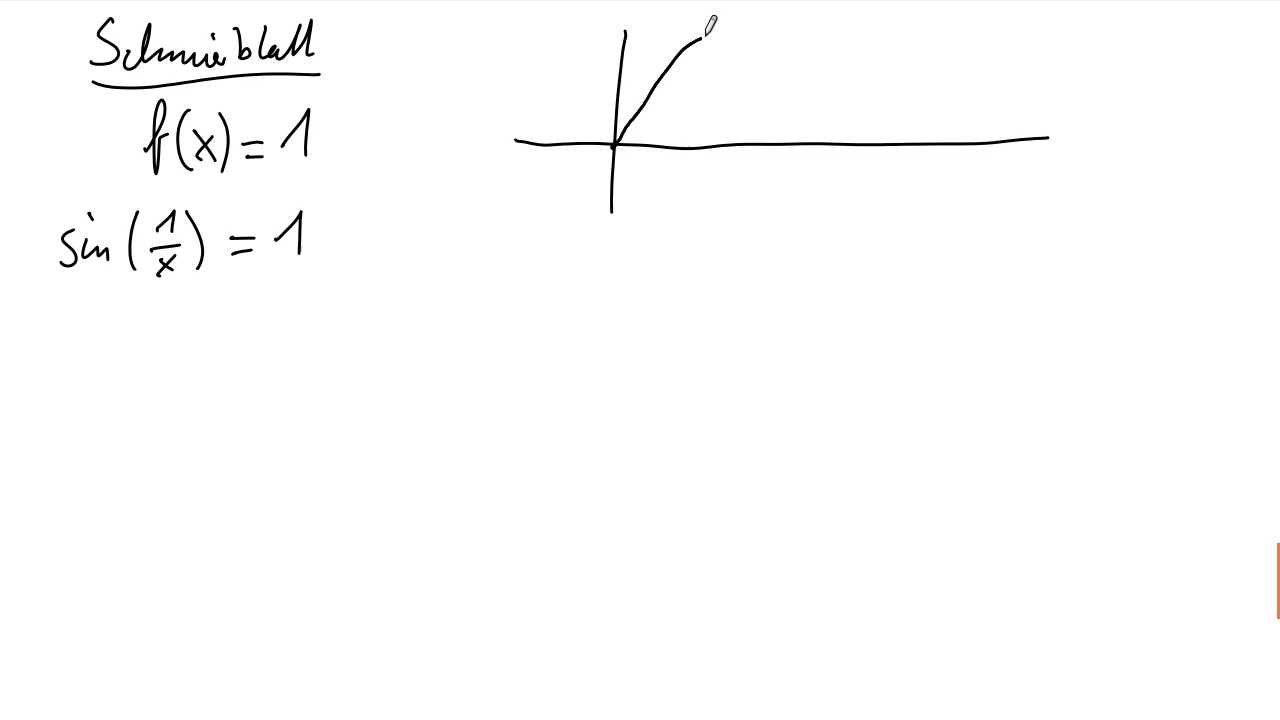 Schmierblatt
f(x) = 1
sin(1/x) = 1